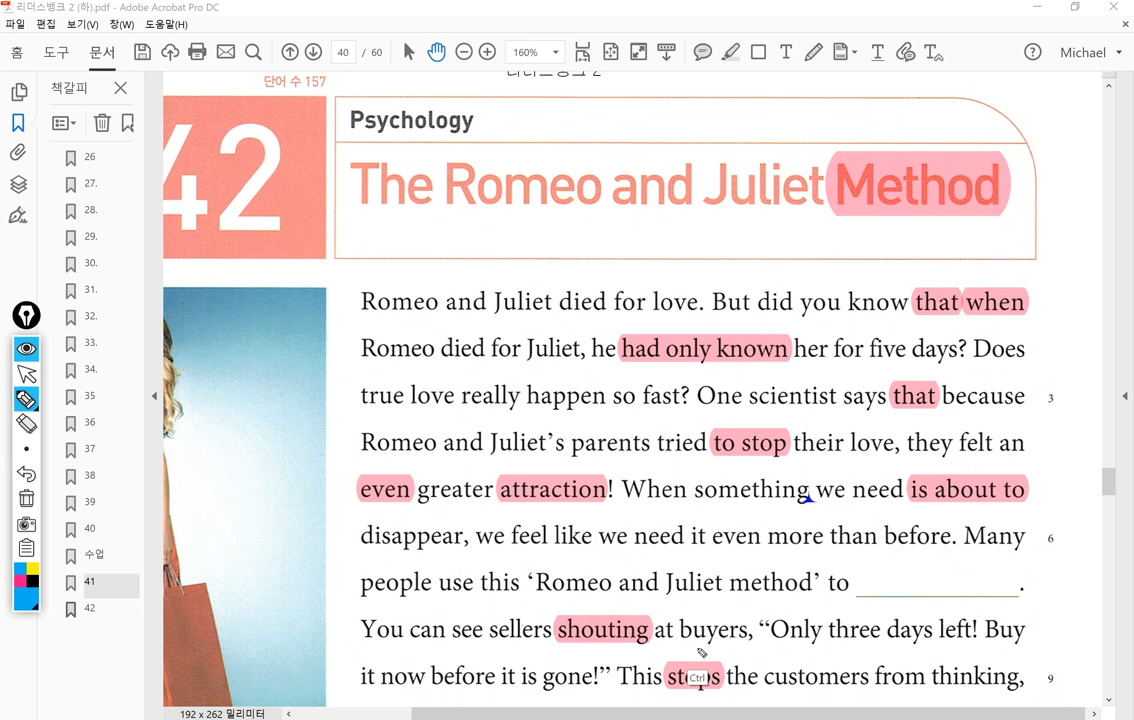 리더스뱅크 2 (하).pdf - Adobe Acrobat Pro DC
파일 편집 보기(V) 창(W) 도움말(H)
홈 도구 문서 40 / 60 160% Michael
책갈피
26
27.
28.
29.
30.
31.
32.
33.
34.
35
36
37
38
39
40
수업
41
42
단어 수 157
42
Psychology
The Romeo and Juliet Method
Romeo and Juliet died for love. But did you know that when
Romeo died for Juliet, he had only known her for five days? Does
true love really happen so fast? One scientist says that because 3
Romeo and Juliet's parents tried to stop their love, they felt an
even greater attraction! When something we need is about to
disappear, we feel like we need it even more than before. Many 6
people use this ‘Romeo and Juliet method’ to ____________.
You can see sellers shouting at buyers, “Only three days left! Buy
it now before it is gone!” This stops the customers from thinking, 9
Ctrl
192 x 262 밀리미터